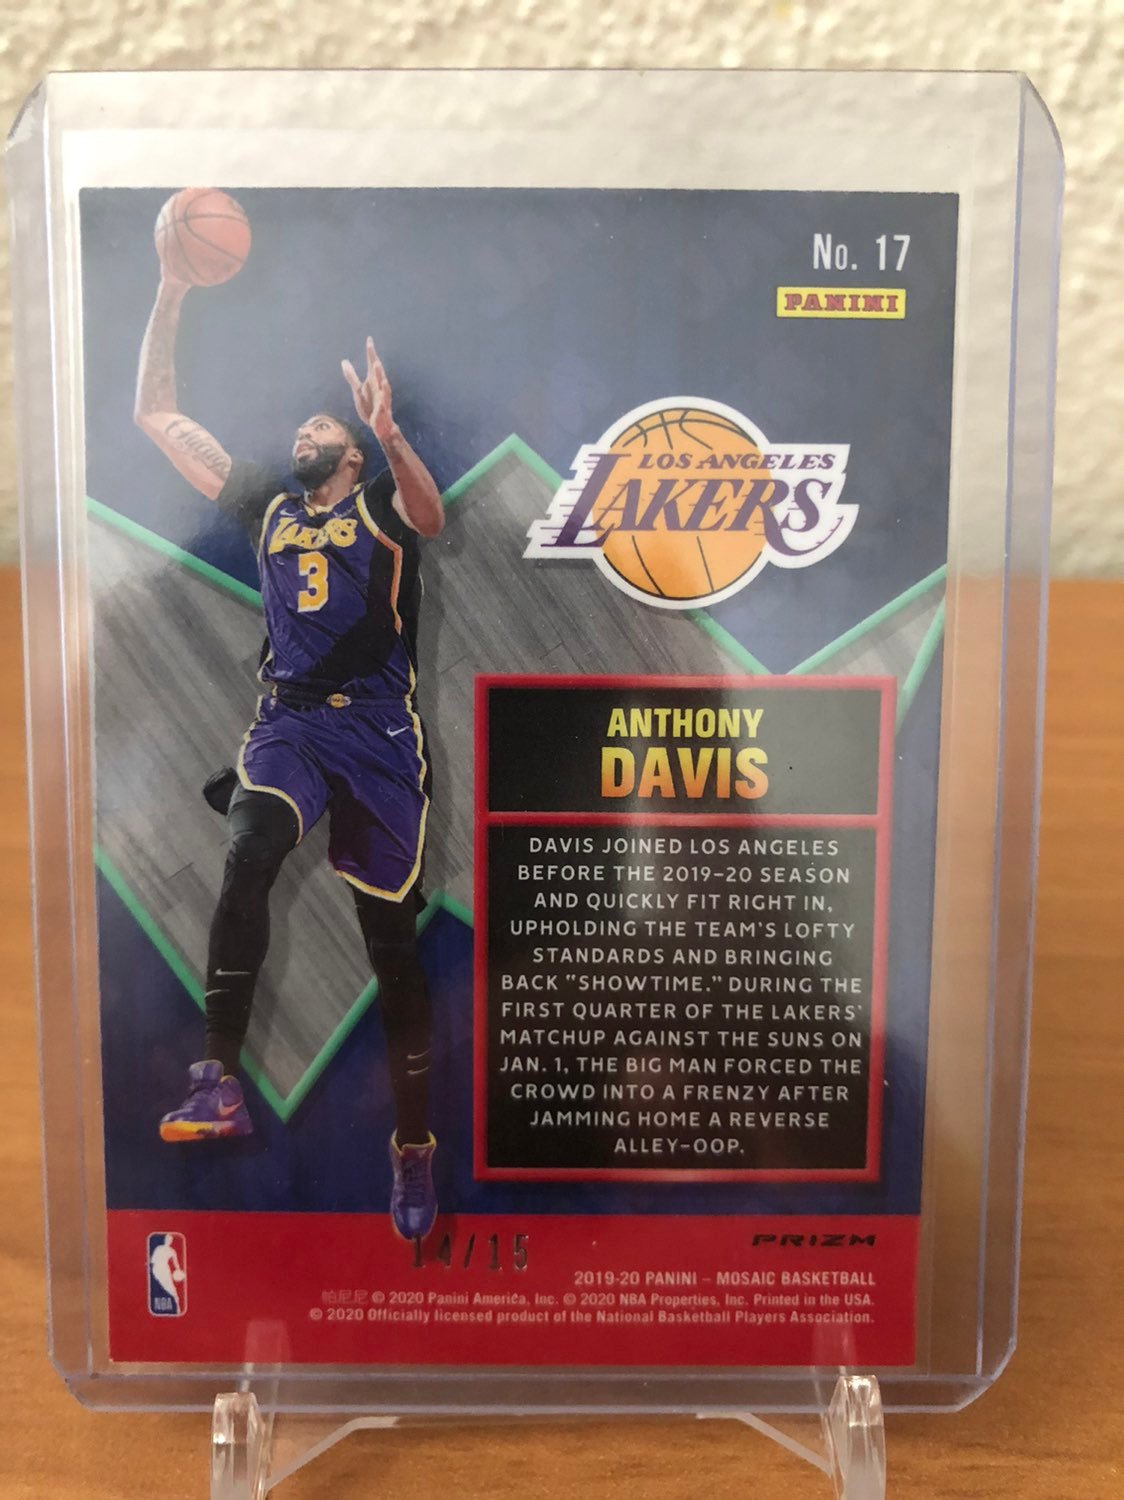 No. 17
PANINI
LOS ANGELES
LAKERS
Chicago
LAKERS
3
ANTHONY
DAVIS
DAVIS JOINED LOS ANGELES
BEFORE THE 2019-20 SEASON
AND QUICKLY FIT RIGHT IN,
UPHOLDING THE TEAM'S LOFTY
STANDARDS AND BRINGING
BACK "SHOWTIME." DURING THE
FIRST QUARTER OF THE LAKERS'
MATCHUP AGAINST THE SUNS ON
JAN. 1, THE BIG MAN FORCED THE
CROWD INTO A FRENZY AFTER
JAMMING HOME A REVERSE
ALLEY-OOP.
14/15
PRIZM
NBA
2019-20 PANINI – MOSAIC BASKETBALL
帕尼尼 © 2020 Panini America, Inc. © 2020 NBA Properties, Inc. Printed in the USA.
© 2020 Officially licensed product of the National Basketball Players Association.